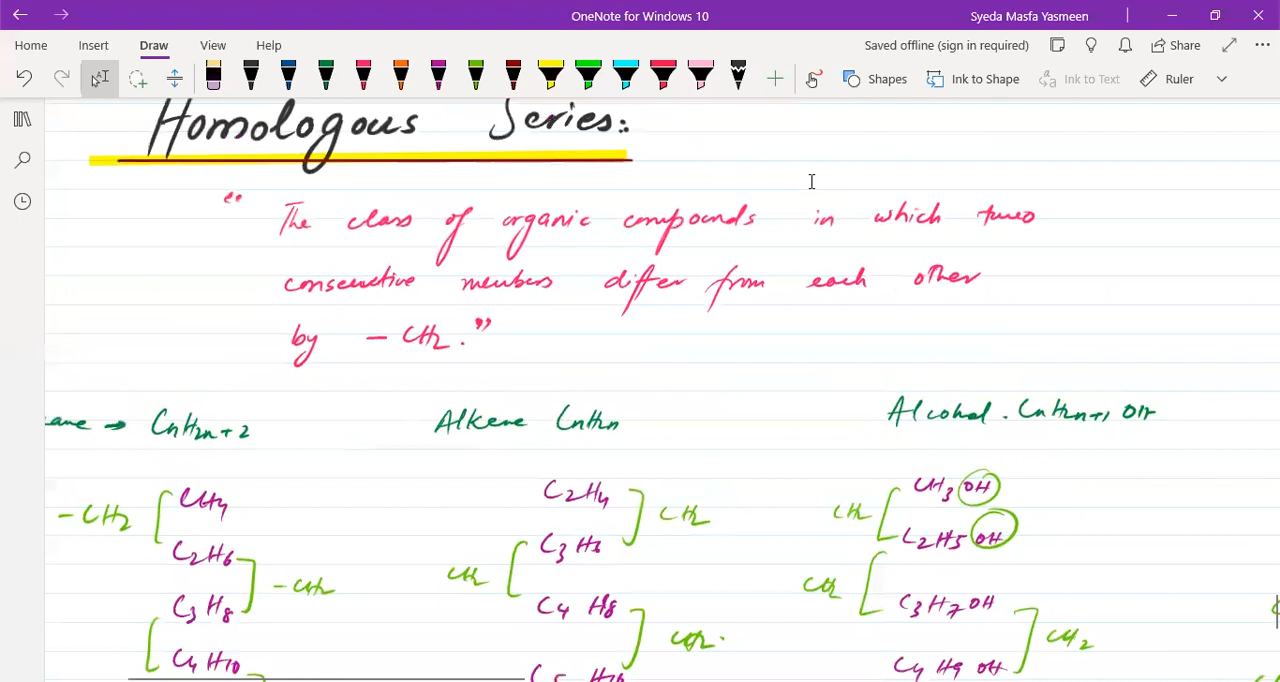 OneNote for Windows 10
Syeda Masfa Yasmeen
Home Insert Draw View Help
Saved offline (sign in required)
Share
Shapes
Ink to Shape
Ink to Text
Ruler
Homologous Series:
" The class of organic compounds in which two
consecutive members differ from each other
by - CH2."
ane → CnH2n+2 Alkene CnH2n Alcohol. CnH2n+1 OH
-CH2 CH4 C2H4 CH2 CH2 CH3 OH
C2H6 C3H6 C2H5 OH
-CH2 CH2 CH2
C3H8 C4 H8 C3H7 OH
C4H10 CH2. C4 H9 OH CH2